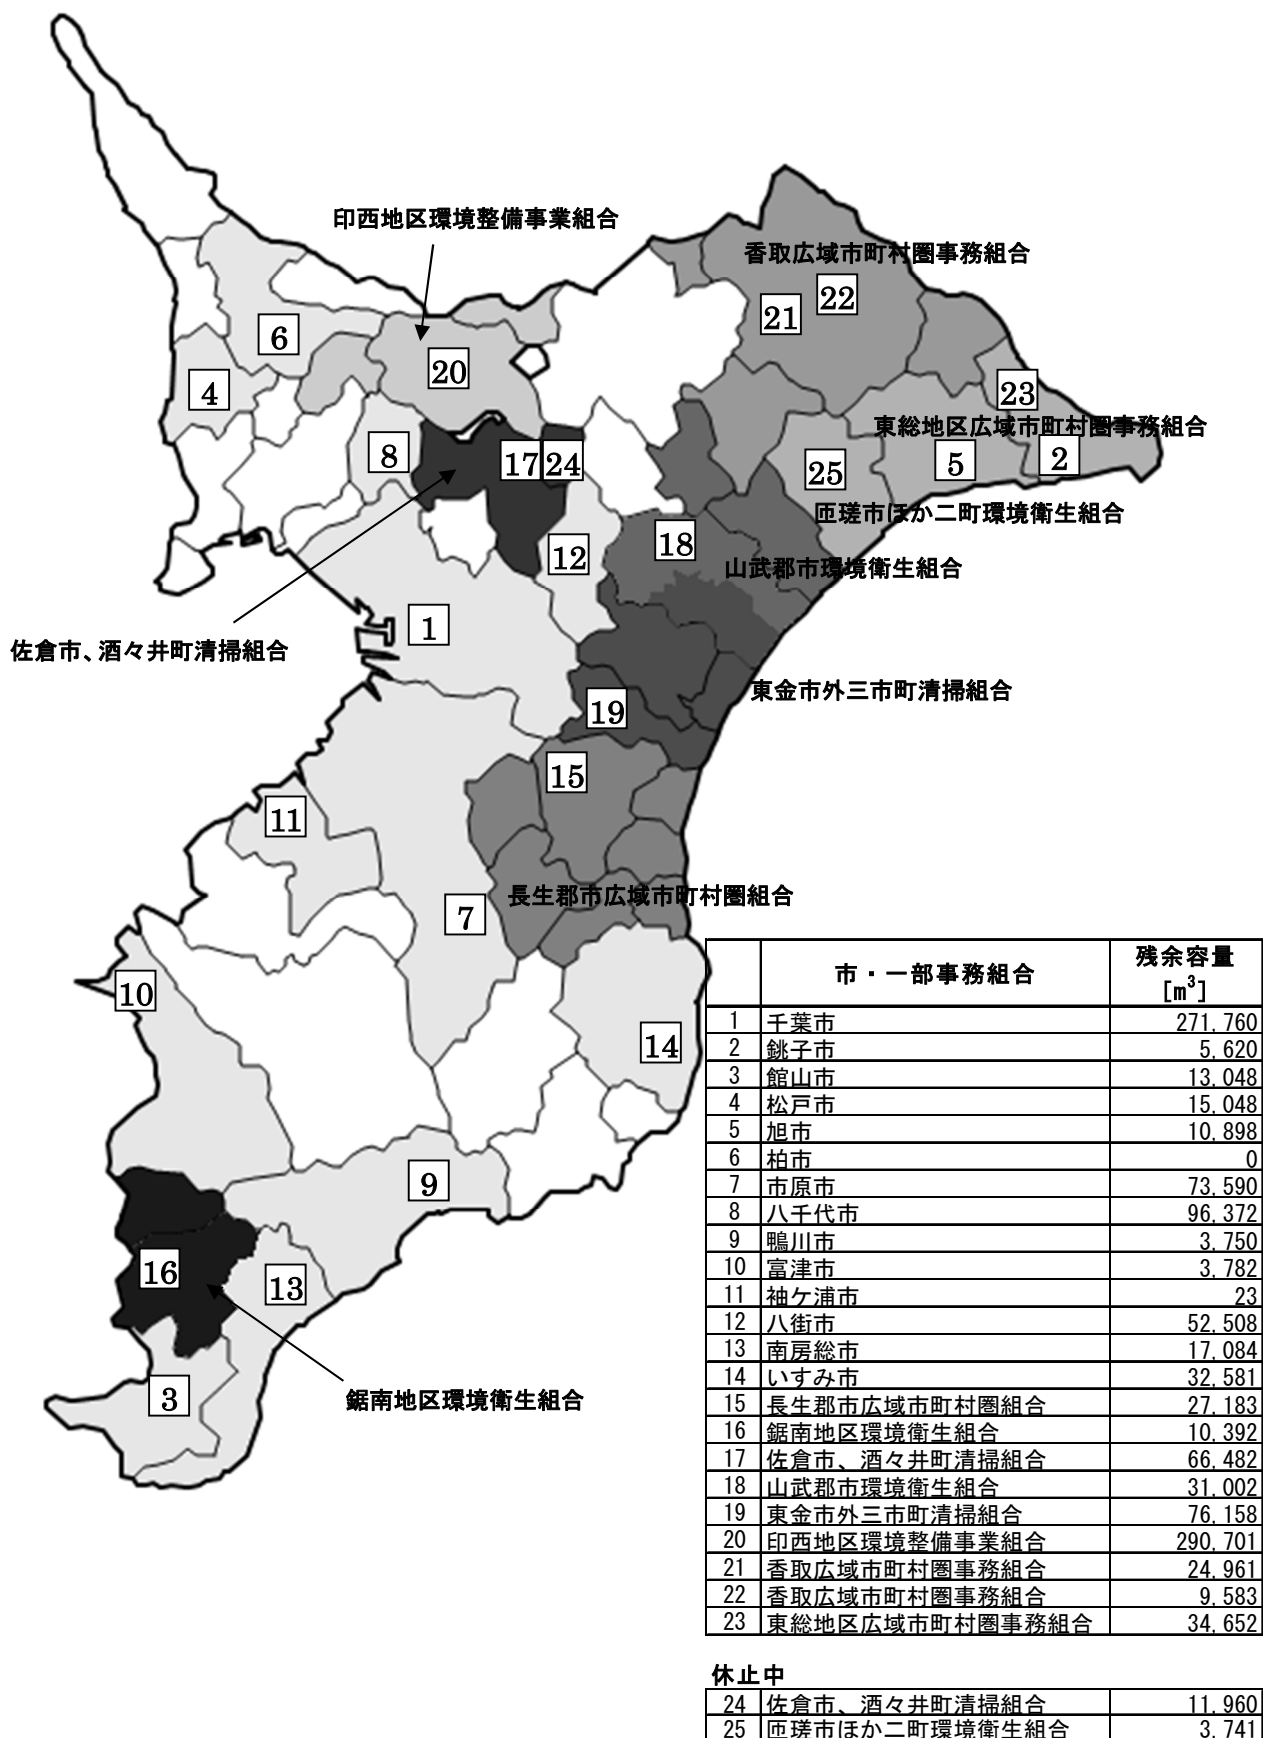 印西地区環境整備事業組合
香取広域市町村圏事務組合
22
21
6
20
4
23
東総地区広域市町村圏事務組合
8
17
24
25
5
2
匝瑳市ほか二町環境衛生組合
12
18
山武郡市環境衛生組合
1
佐倉市、酒々井町清掃組合
東金市外三市町清掃組合
19
15
11
長生郡市広域市町村圏組合
7
10
14
9
16
13
3
鋸南地区環境衛生組合
市・一部事務組合 残余容量 [m³]
1 千葉市 271,760
2 銚子市 5,620
3 館山市 13,048
4 松戸市 15,048
5 旭市 10,898
6 柏市 0
7 市原市 73,590
8 八千代市 96,372
9 鴨川市 3,750
10 富津市 3,782
11 袖ケ浦市 23
12 八街市 52,508
13 南房総市 17,084
14 いすみ市 32,581
15 長生郡市広域市町村圏組合 27,183
16 鋸南地区環境衛生組合 10,392
17 佐倉市、酒々井町清掃組合 66,482
18 山武郡市環境衛生組合 31,002
19 東金市外三市町清掃組合 76,158
20 印西地区環境整備事業組合 290,701
21 香取広域市町村圏事務組合 24,961
22 香取広域市町村圏事務組合 9,583
23 東総地区広域市町村圏事務組合 34,652
休止中
24 佐倉市、酒々井町清掃組合 11,960
25 匝瑳市ほか二町環境衛生組合 3,741